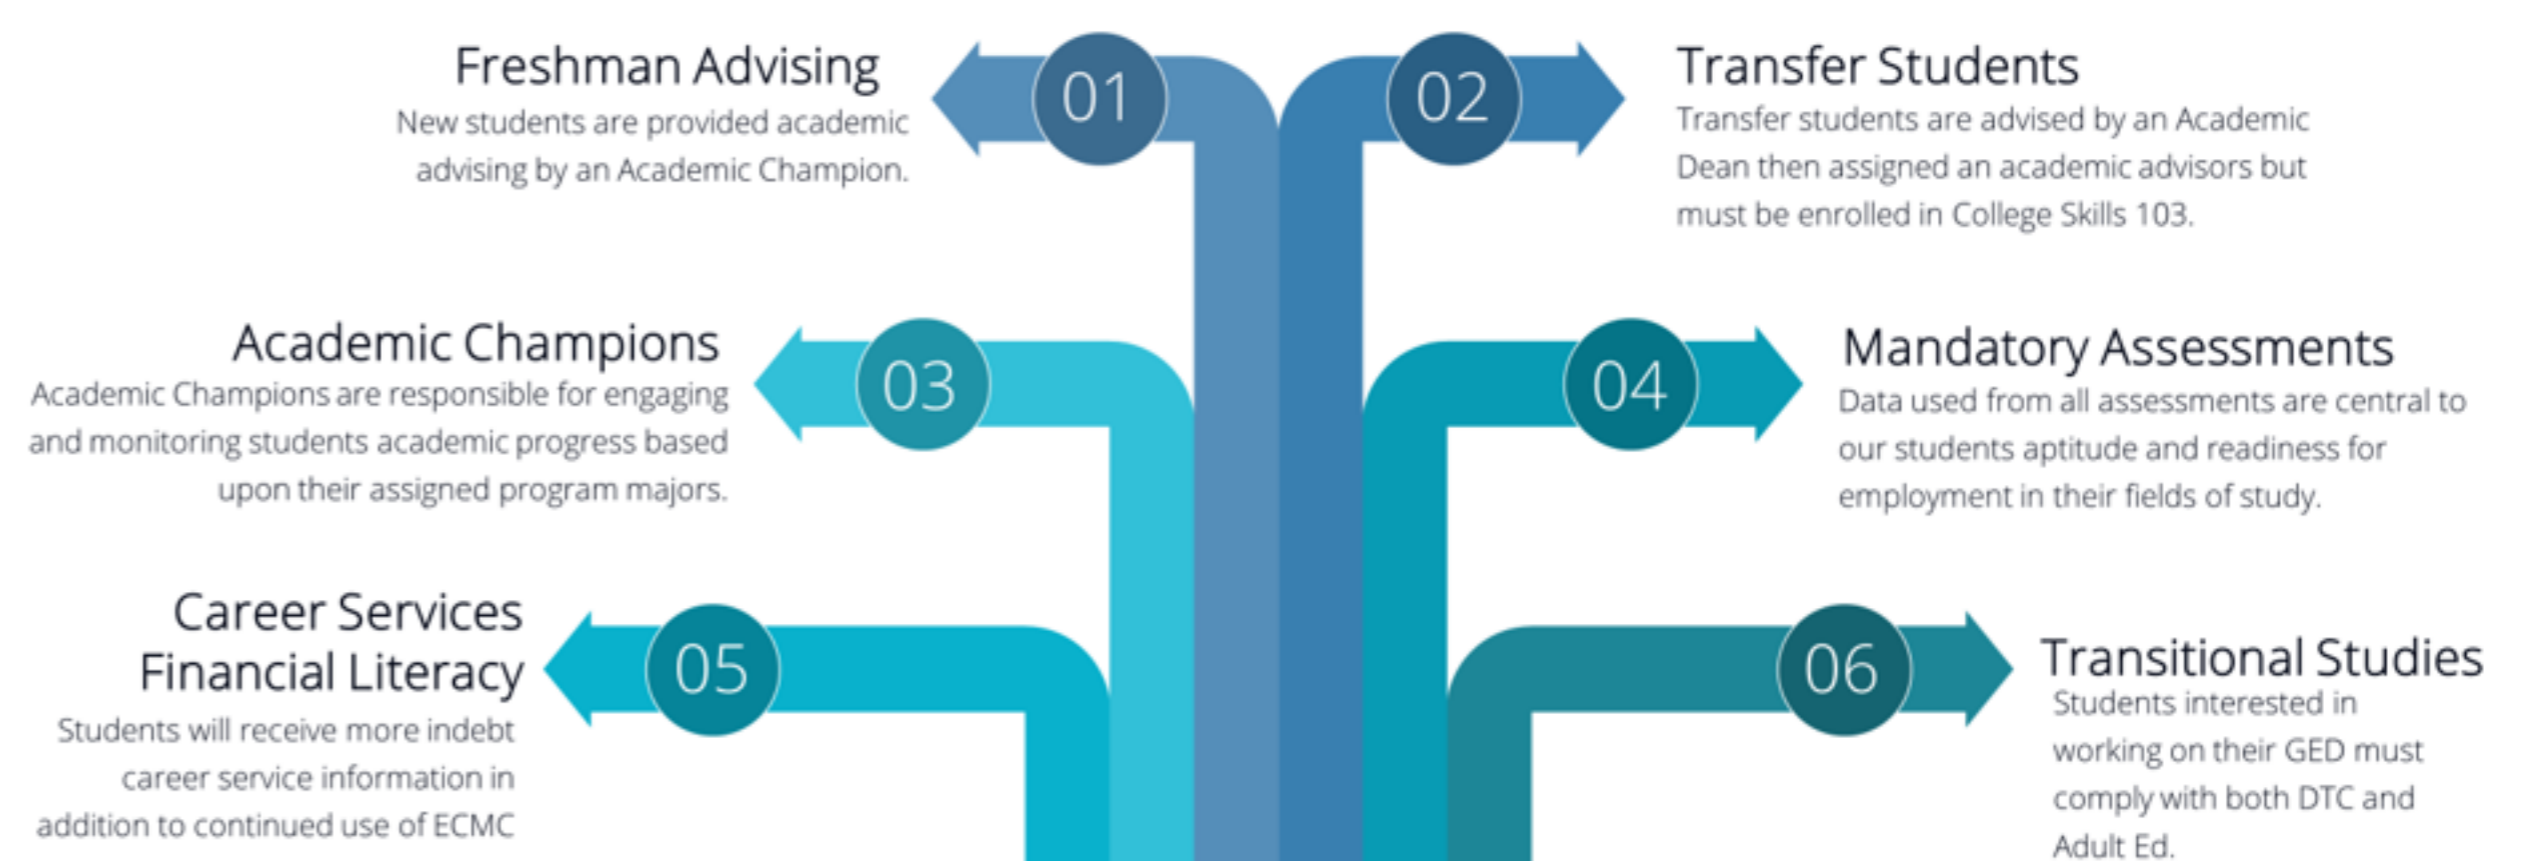 01
Freshman Advising
New students are provided academic
advising by an Academic Champion.
02
Transfer Students
Transfer students are advised by an Academic
Dean then assigned an academic advisors but
must be enrolled in College Skills 103.
03
Academic Champions
Academic Champions are responsible for engaging
and monitoring students academic progress based
upon their assigned program majors.
04
Mandatory Assessments
Data used from all assessments are central to
our students aptitude and readiness for
employment in their fields of study.
05
Career Services
Financial Literacy
Students will receive more indebt
career service information in
addition to continued use of ECMC
06
Transitional Studies
Students interested in
working on their GED must
comply with both DTC and
Adult Ed.